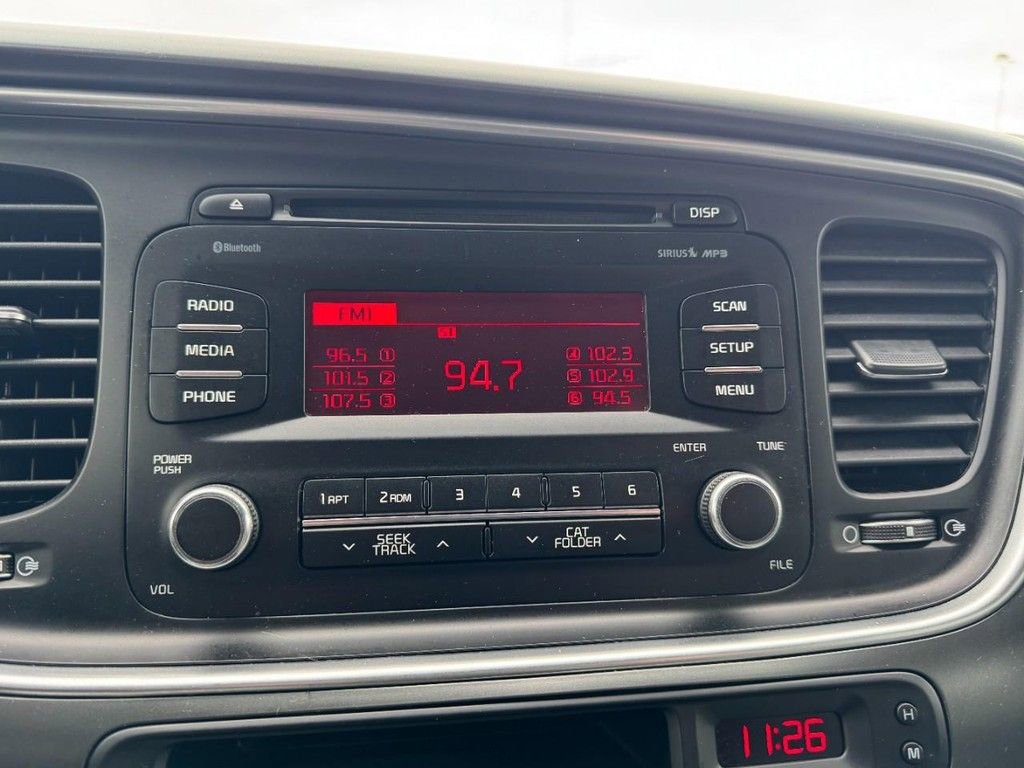 DISP
Bluetooth
SIRIUS MP3
RADIO
MEDIA
PHONE
FM1
ST
96.5 1
101.5 2
107.5 3
94.7
4 102.3
5 102.9
6 94.5
SCAN
SETUP
MENU
POWER
PUSH
VOL
1 RPT
2 RDM
3
4
5
6
SEEK
TRACK
CAT
FOLDER
ENTER
TUNE
FILE
11:26
H
M